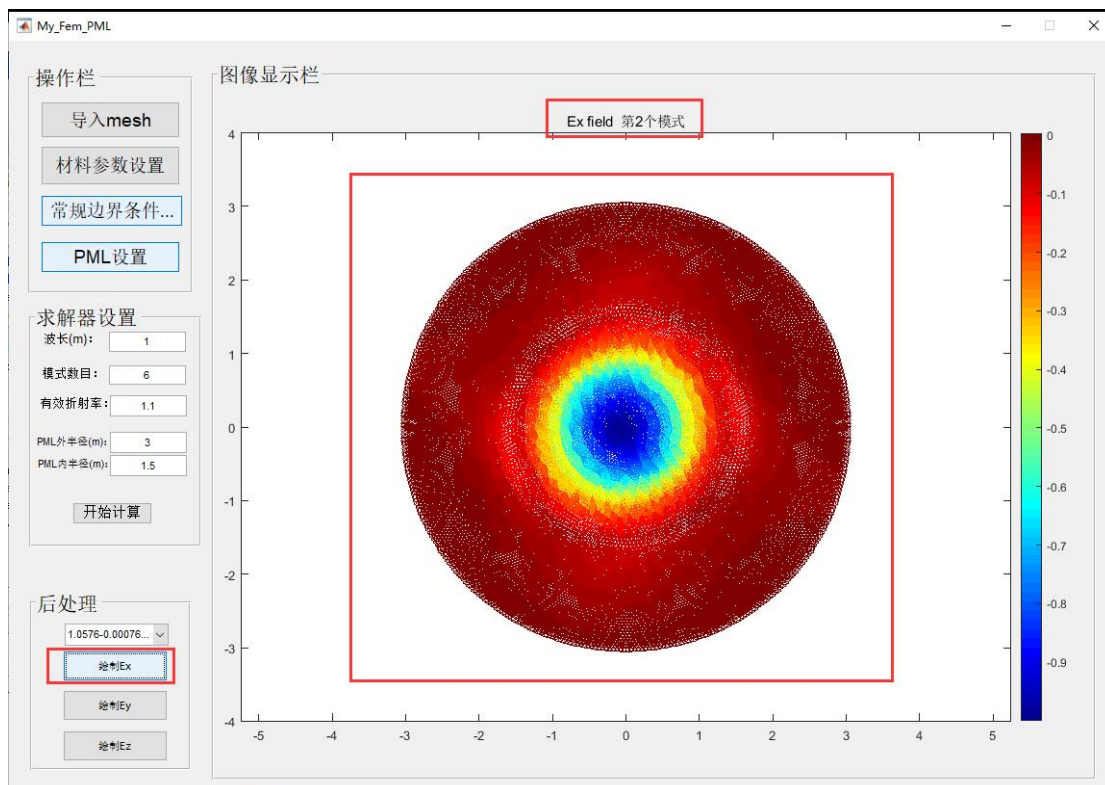 My_Fem_PML
操作栏
导入mesh
材料参数设置
常规边界条件...
PML设置
求解器设置
波长(m)：
1
模式数目：
6
有效折射率：
1.1
PML外半径(m)：
3
PML内半径(m)：
1.5
开始计算
后处理
1.0576-0.00076...
绘制Ex
绘制Ey
绘制Ez
图像显示栏
Ex field 第2个模式
4
3
2
1
0
-1
-2
-3
-4
-5 -4 -3 -2 -1 0 1 2 3 4 5
0
-0.1
-0.2
-0.3
-0.4
-0.5
-0.6
-0.7
-0.8
-0.9